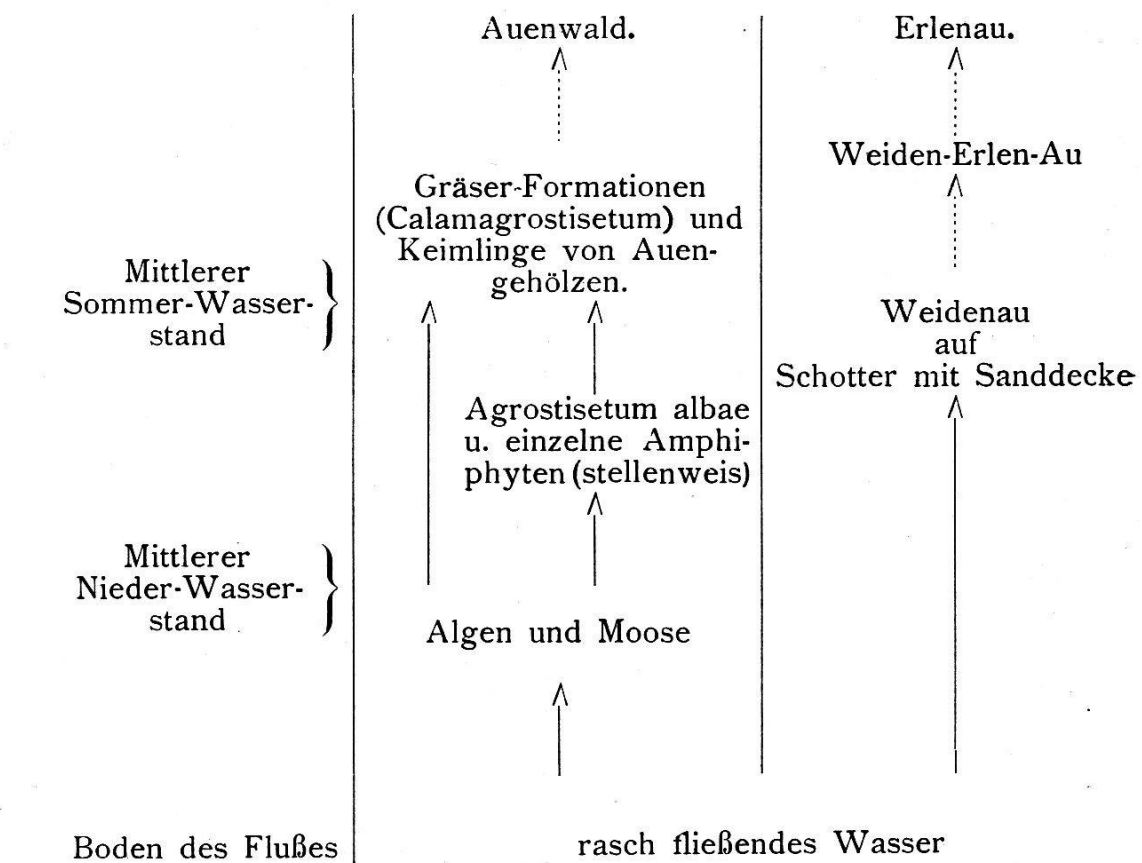 Auenwald.
Erlenau.
Weiden-Erlen-Au
Gräser-Formationen
(Calamagrostisetum) und
Keimlinge von Auen-
gehölzen.
Mittlerer
Sommer-Wasser-
stand
Weidenau
auf
Schotter mit Sanddecke
Agrostisetum albae
u. einzelne Amphi-
phyten (stellenweis)
Mittlerer
Nieder-Wasser-
stand
Algen und Moose
Boden des Flußes
rasch fließendes Wasser